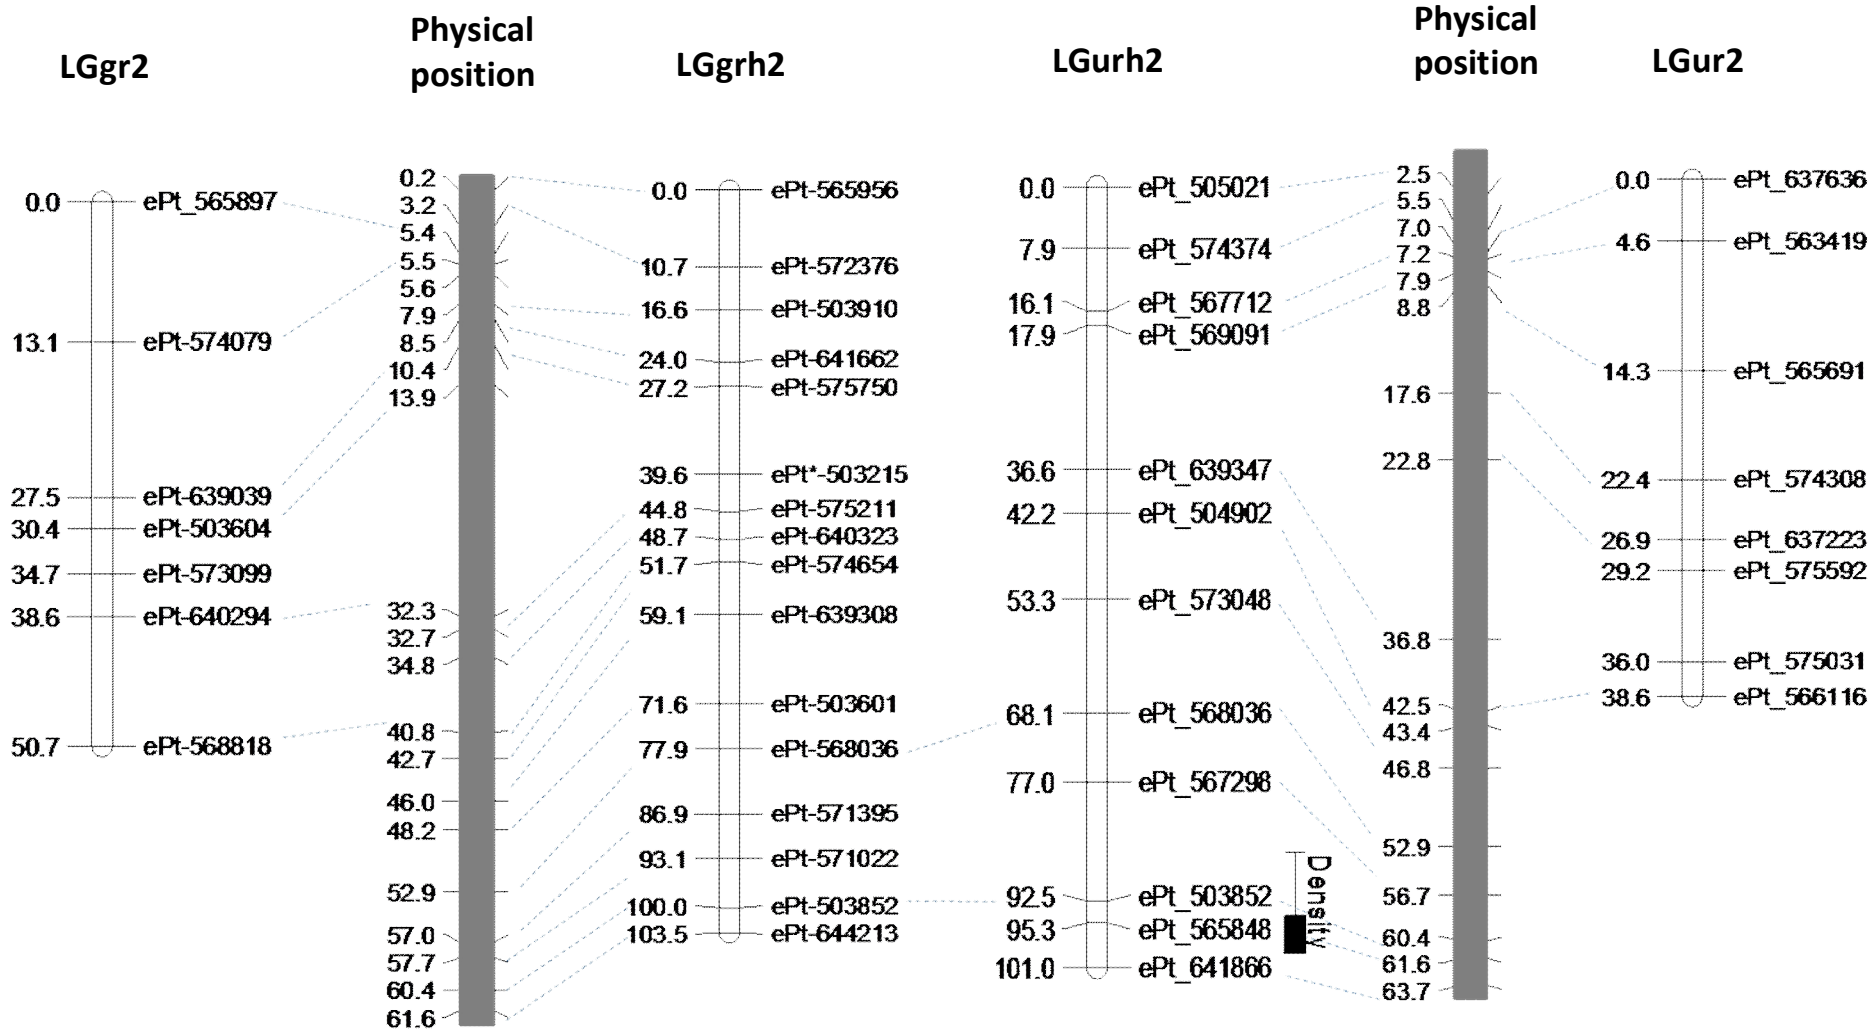 LGgr2
Physical position
LGgrh2
LGurh2
Physical position
LGur2
0.0 ePt_565897
13.1 ePt-574079
27.5 ePt-639039
30.4 ePt-503604
34.7 ePt-573099
38.6 ePt-640294
50.7 ePt-568818
0.2
3.2
5.4
5.5
5.6
7.9
8.5
10.4
13.9
32.3
32.7
34.8
40.8
42.7
46.0
48.2
52.9
57.0
57.7
60.4
61.6
0.0 ePt-565956
10.7 ePt-572376
16.6 ePt-503910
24.0 ePt-641662
27.2 ePt-575750
39.6 ePt*-503215
44.8 ePt-575211
48.7 ePt-640323
51.7 ePt-574654
59.1 ePt-639308
71.6 ePt-503601
77.9 ePt-568036
86.9 ePt-571395
93.1 ePt-571022
100.0 ePt-503852
103.5 ePt-644213
0.0 ePt_505021
7.9 ePt_574374
16.1 ePt_567712
17.9 ePt_569091
36.6 ePt_639347
42.2 ePt_504902
53.3 ePt_573048
68.1 ePt_568036
77.0 ePt_567298
92.5 ePt_503852
95.3 ePt_565848
101.0 ePt_641866
Density
2.5
5.5
7.0
7.2
7.9
8.8
17.6
22.8
36.8
42.5
43.4
46.8
52.9
56.7
60.4
61.6
63.7
0.0 ePt_637636
4.6 ePt_563419
14.3 ePt_565691
22.4 ePt_574308
26.9 ePt_637223
29.2 ePt_575592
36.0 ePt_575031
38.6 ePt_566116